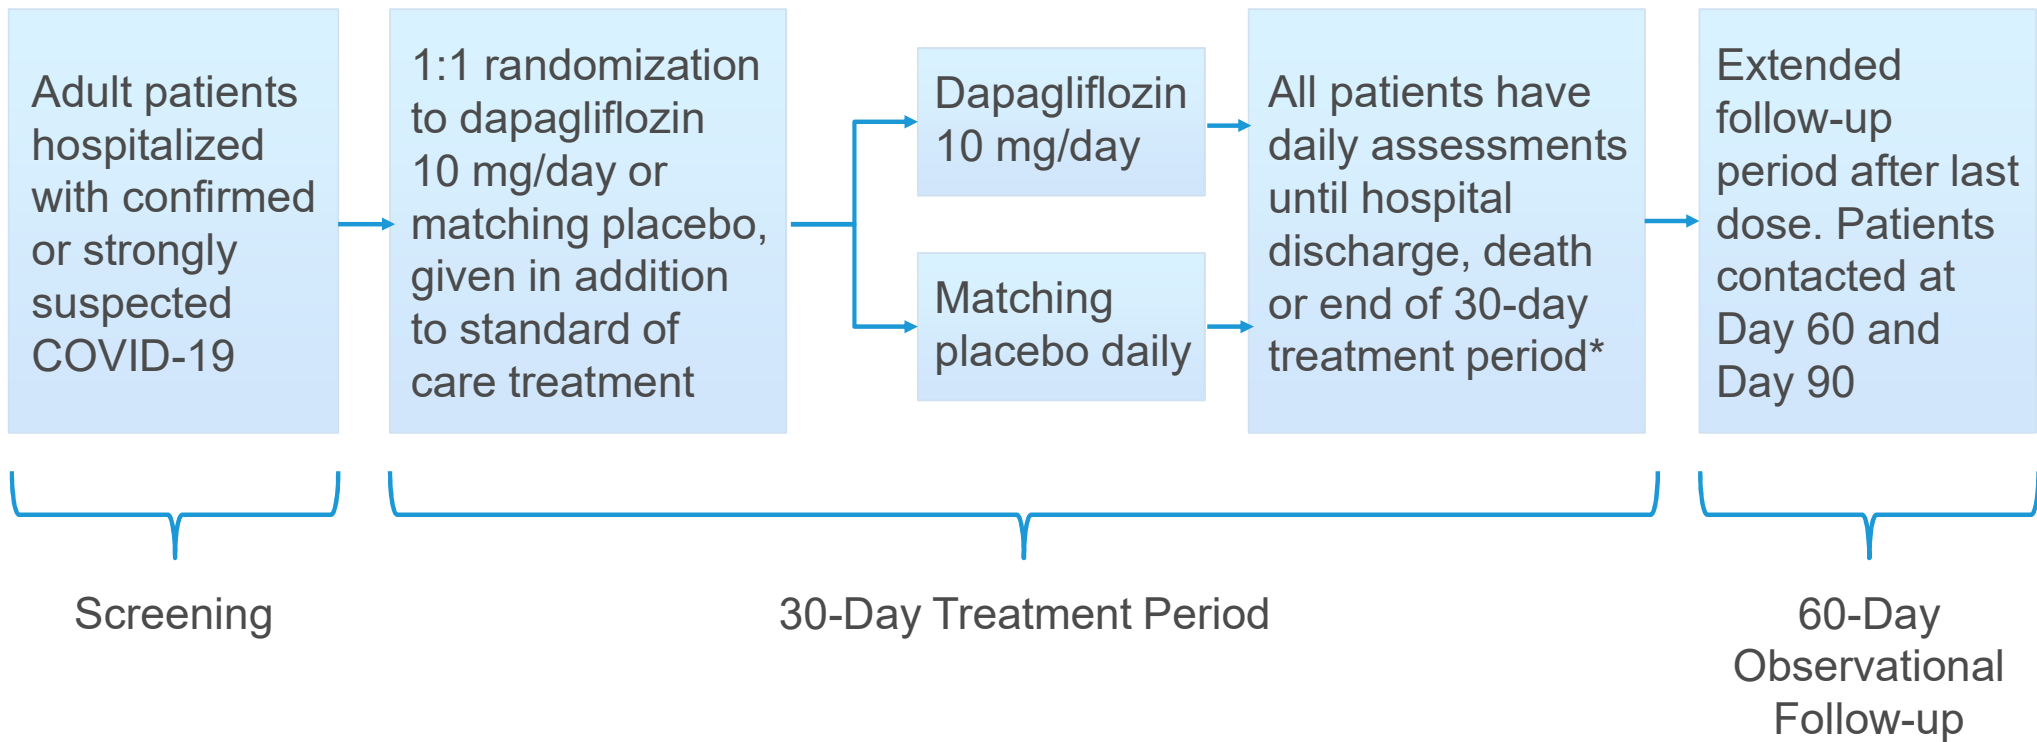 Adult patients
hospitalized
with confirmed
or strongly
suspected
COVID-19
1:1 randomization
to dapagliflozin
10 mg/day or
matching placebo,
given in addition
to standard of
care treatment
Dapagliflozin
10 mg/day
Matching
placebo daily
All patients have
daily assessments
until hospital
discharge, death
or end of 30-day
treatment period*
Extended
follow-up
period after last
dose. Patients
contacted at
Day 60 and
Day 90
Screening
30-Day Treatment Period
60-Day
Observational
Follow-up